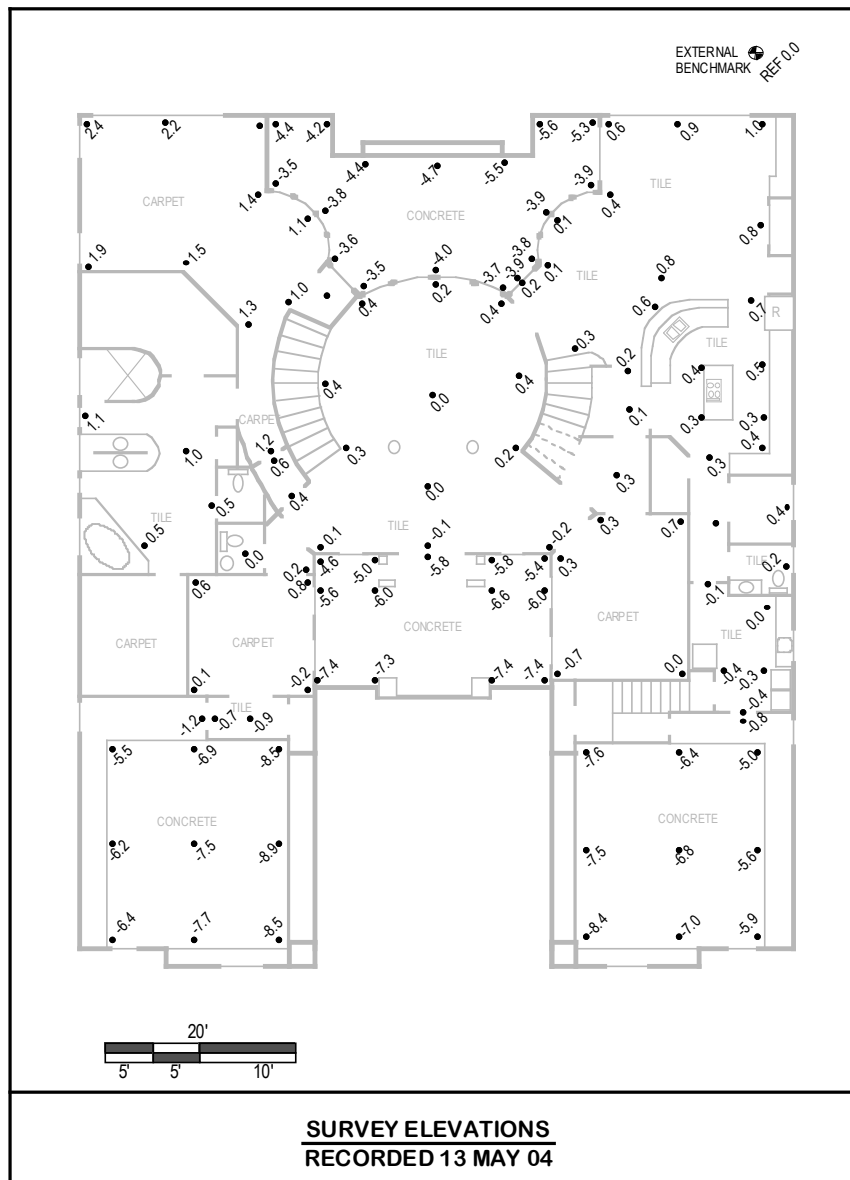 EXTERNAL
BENCHMARK
REF 0.0
2.4 2.2 -4.4 -4.2 -5.6 -5.3 0.6 0.9 1.0
-4.4 -4.7 -5.5
-3.5 -3.9
CARPET TILE
1.4 1.1 -3.8 CONCRETE -3.9 0.1 0.4
0.8
1.9 1.5 -3.6 -4.0 -3.8 0.1 TILE 0.8
1.0 -3.5 0.4 0.2 -3.7 -3.9 0.2 0.4
1.3 0.6 0.7 R
TILE 0.3 TILE
0.4 0.0 0.4 0.2 0.4 0.5
1.1 0.1 0.3 0.3
CARPE
1.2 0.3 0.2 0.4
1.0 0.6 0.3
0.5 0.4 0.0 0.3 0.4
TILE TILE 0.3 0.7
0.5 0.0 0.1 -0.1 -0.2
0.2 -4.6 -5.0 -5.8 -5.8 -5.4 0.3 TILE 0.2
0.6 0.8 -5.6 -6.0 -6.6 -6.0 -0.1
0.0
CARPET CARPET CONCRETE CARPET TILE
0.1 -0.2 -7.4 -7.3 -7.4 -7.4 -0.7 0.0 -0.4 -0.3
TILE -0.4
-1.2 -0.7 -0.9 -0.8
-5.5 -6.9 -8.5 -7.6 -6.4 -5.0
CONCRETE CONCRETE
-6.2 -7.5 -8.9 -7.5 -6.8 -5.6
-6.4 -7.7 -8.5 -8.4 -7.0 -5.9
20'
5' 5' 10'
SURVEY ELEVATIONS
RECORDED 13 MAY 04